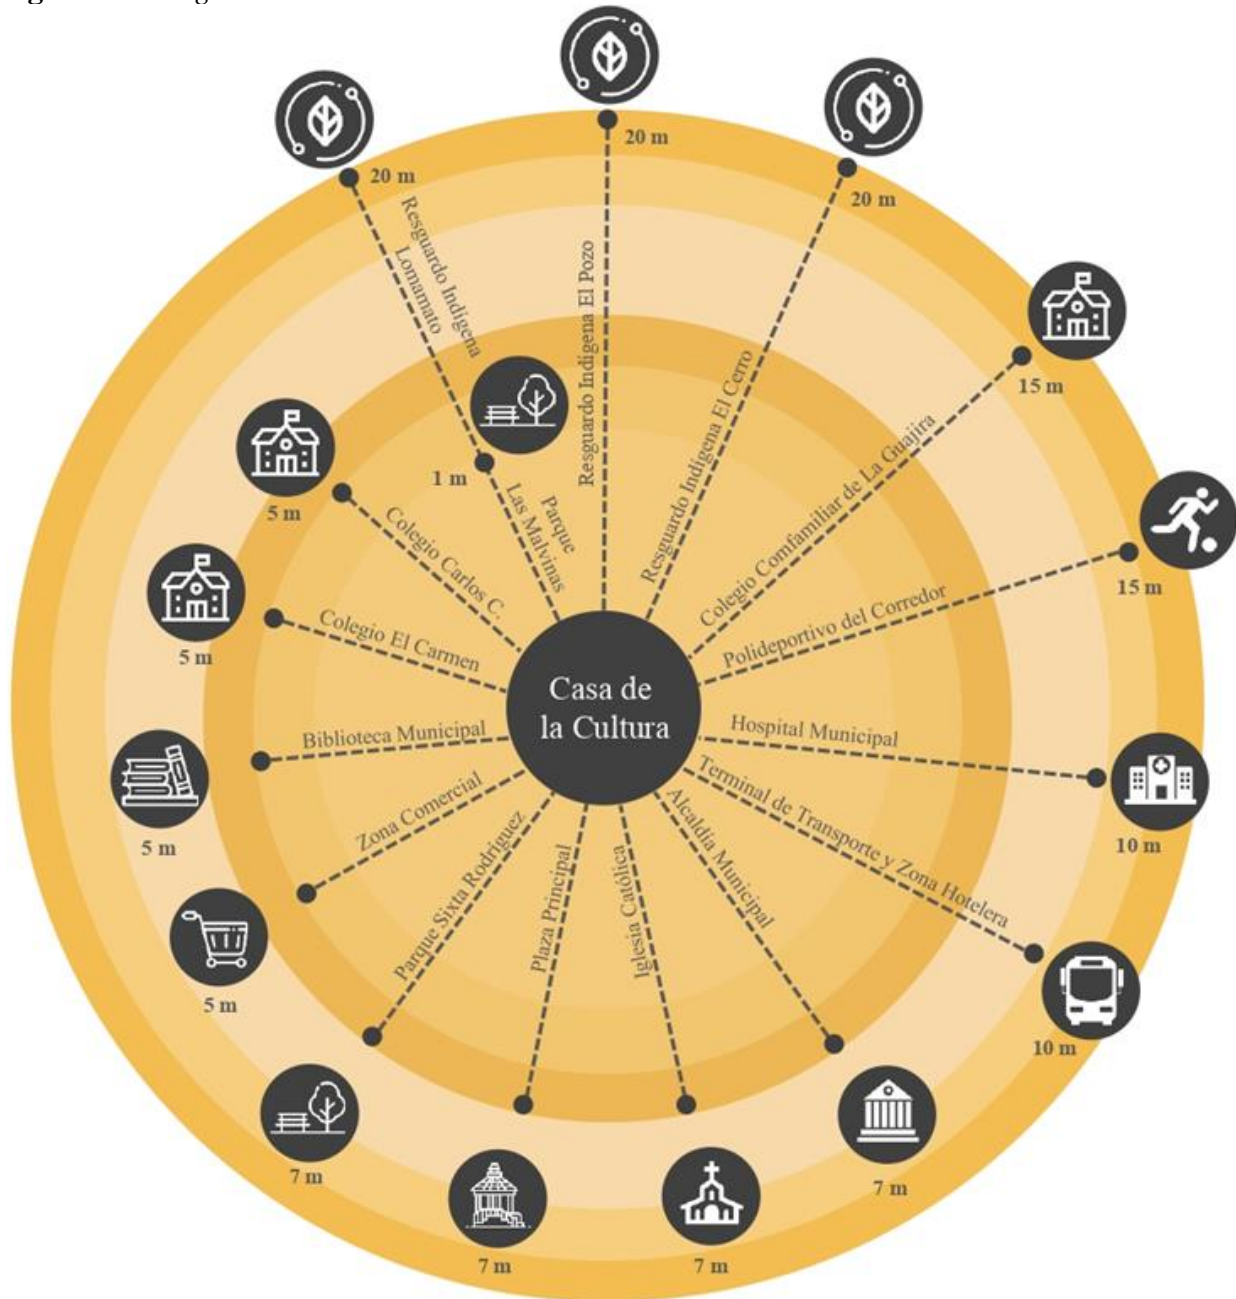 20 m
20 m
20 m
Resguardo Indígena
Lomamato
Resguardo Indígena El Pozo
Resguardo Indígena El Cerro
15 m
Colegio Comfamiliar de La Guajira
15 m
Polideportivo del Corredor
1 m
Parque
Las Malvinas
5 m
Colegio Carlos C.
5 m
Colegio El Carmen
Casa de
la Cultura
Hospital Municipal
10 m
Biblioteca Municipal
5 m
Terminal de Transporte y Zona Hotelera
10 m
Zona Comercial
5 m
Alcaldía Municipal
7 m
Parque Sixta Rodríguez
7 m
Plaza Principal
7 m
Iglesia Católica
7 m